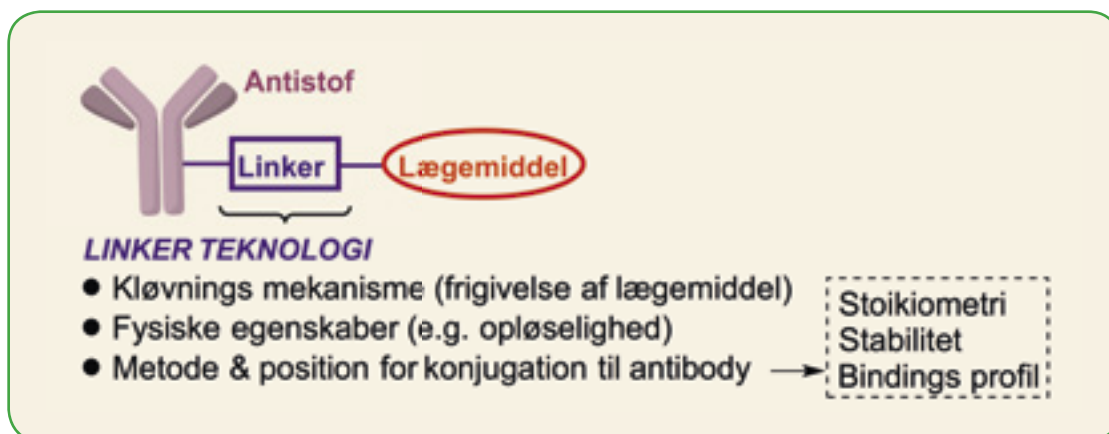 Antistof
Linker
Lægemiddel
LINKER TEKNOLOGI
● Kløvnings mekanisme (frigivelse af lægemiddel)
● Fysiske egenskaber (e.g. opløselighed)
● Metode & position for konjugation til antibody
Stoikiometri
Stabilitet
Bindings profil